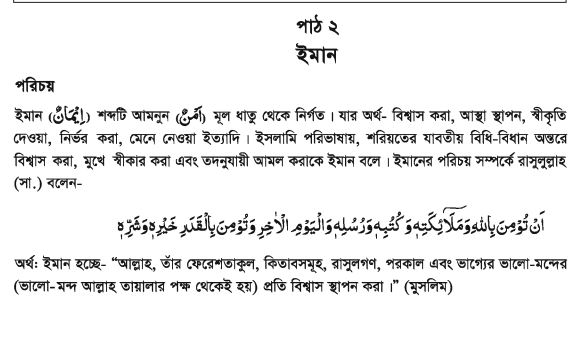 পাঠ ২
ইমান
পরিচয়
ইমান (اِيْمَانٌ) শব্দটি আমনুন (اَمْنٌ) মূল ধাতু থেকে নির্গত। যার অর্থ- বিশ্বাস করা, আস্থা স্থাপন, স্বীকৃতি
দেওয়া, নির্ভর করা, মেনে নেওয়া ইত্যাদি। ইসলামি পরিভাষায়, শরিয়তের যাবতীয় বিধি-বিধান অন্তরে
বিশ্বাস করা, মুখে স্বীকার করা এবং তদনুযায়ী আমল করাকে ইমান বলে। ইমানের পরিচয় সম্পর্কে রাসুলুল্লাহ
(সা.) বলেন-
اَنْ تُوْمِنَ بِاللهِ وَمَلَآئِكَتِهٖ وَكُتُبِهٖ وَرُسُلِهٖ وَالْيَوْمِ الْاٰخِرِ وَتُوْمِنَ بِالْقَدَرِ خَيْرِهٖ وَشَرِّهٖ
অর্থ: ইমান হচ্ছে- “আল্লাহ, তাঁর ফেরেশতাকুল, কিতাবসমূহ, রাসুলগণ, পরকাল এবং ভাগ্যের ভালো-মন্দের
(ভালো-মন্দ আল্লাহ তায়ালার পক্ষ থেকেই হয়) প্রতি বিশ্বাস স্থাপন করা।” (মুসলিম)